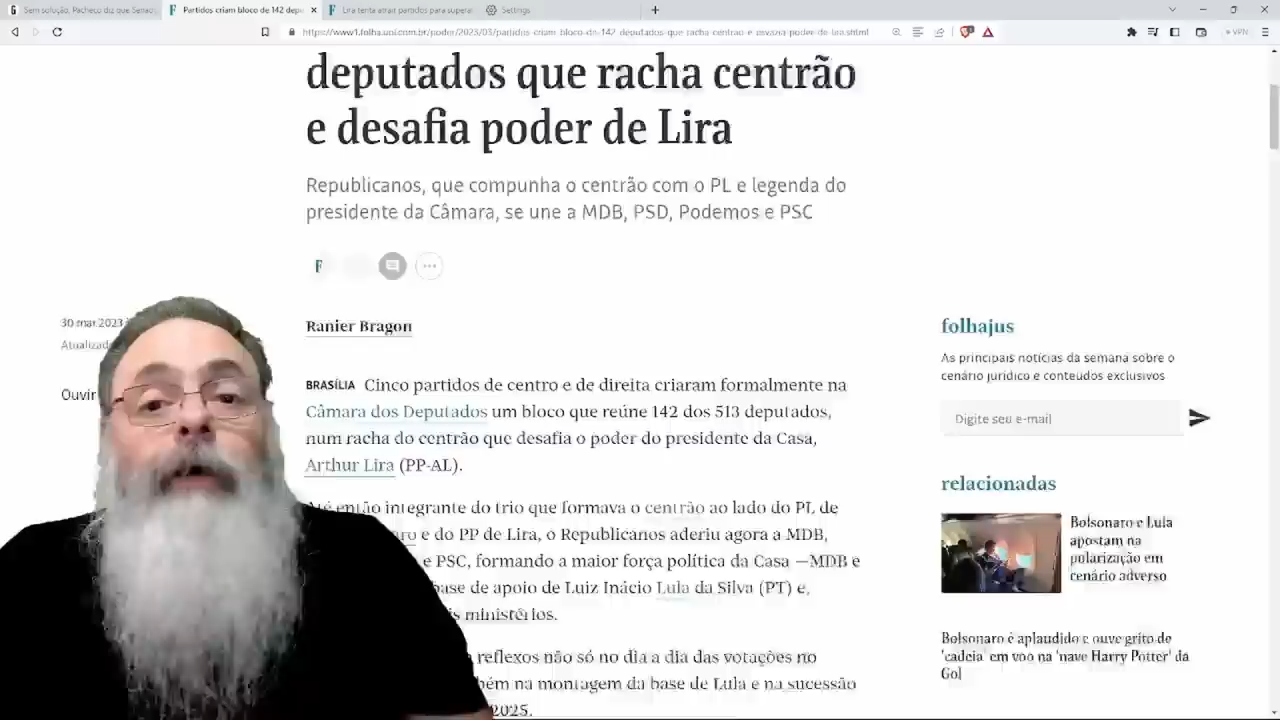 Sem solução, Pacheco diz que Senado
Partidos criam bloco de 142 depu
Lira tenta atrair partidos para superar
Settings
https://www1.folha.uol.com.br/poder/2023/03/partidos-criam-bloco-de-142-deputados-que-racha-centrao-e-esvazia-poder-de-lira.shtml
VPN
deputados que racha centrão
e desafia poder de Lira
Republicanos, que compunha o centrão com o PL e legenda do
presidente da Câmara, se une a MDB, PSD, Podemos e PSC
F
30 mar.2023
Ranier Bragon
folhajus
Atualizado
As principais notícias da semana sobre o
cenário jurídico e conteúdos exclusivos
Ouvir
BRASÍLIA Cinco partidos de centro e de direita criaram formalmente na
Câmara dos Deputados um bloco que reúne 142 dos 513 deputados,
num racha do centrão que desafia o poder do presidente da Casa,
Arthur Lira (PP-AL).
Digite seu e-mail
relacionadas
Até então integrante do trio que formava o centrão ao lado do PL de
e do PP de Lira, o Republicanos aderiu agora a MDB,
e PSC, formando a maior força política da Casa —MDB e
base de apoio de Luiz Inácio Lula da Silva (PT) e,
ministérios.
reflexos não só no dia a dia das votações no
na montagem da base de Lula e na sucessão
2025.
Bolsonaro e Lula
apostam na
polarização em
cenário adverso
Bolsonaro é aplaudido e ouve grito de
'cadeia' em voo na 'nave Harry Potter' da
Gol